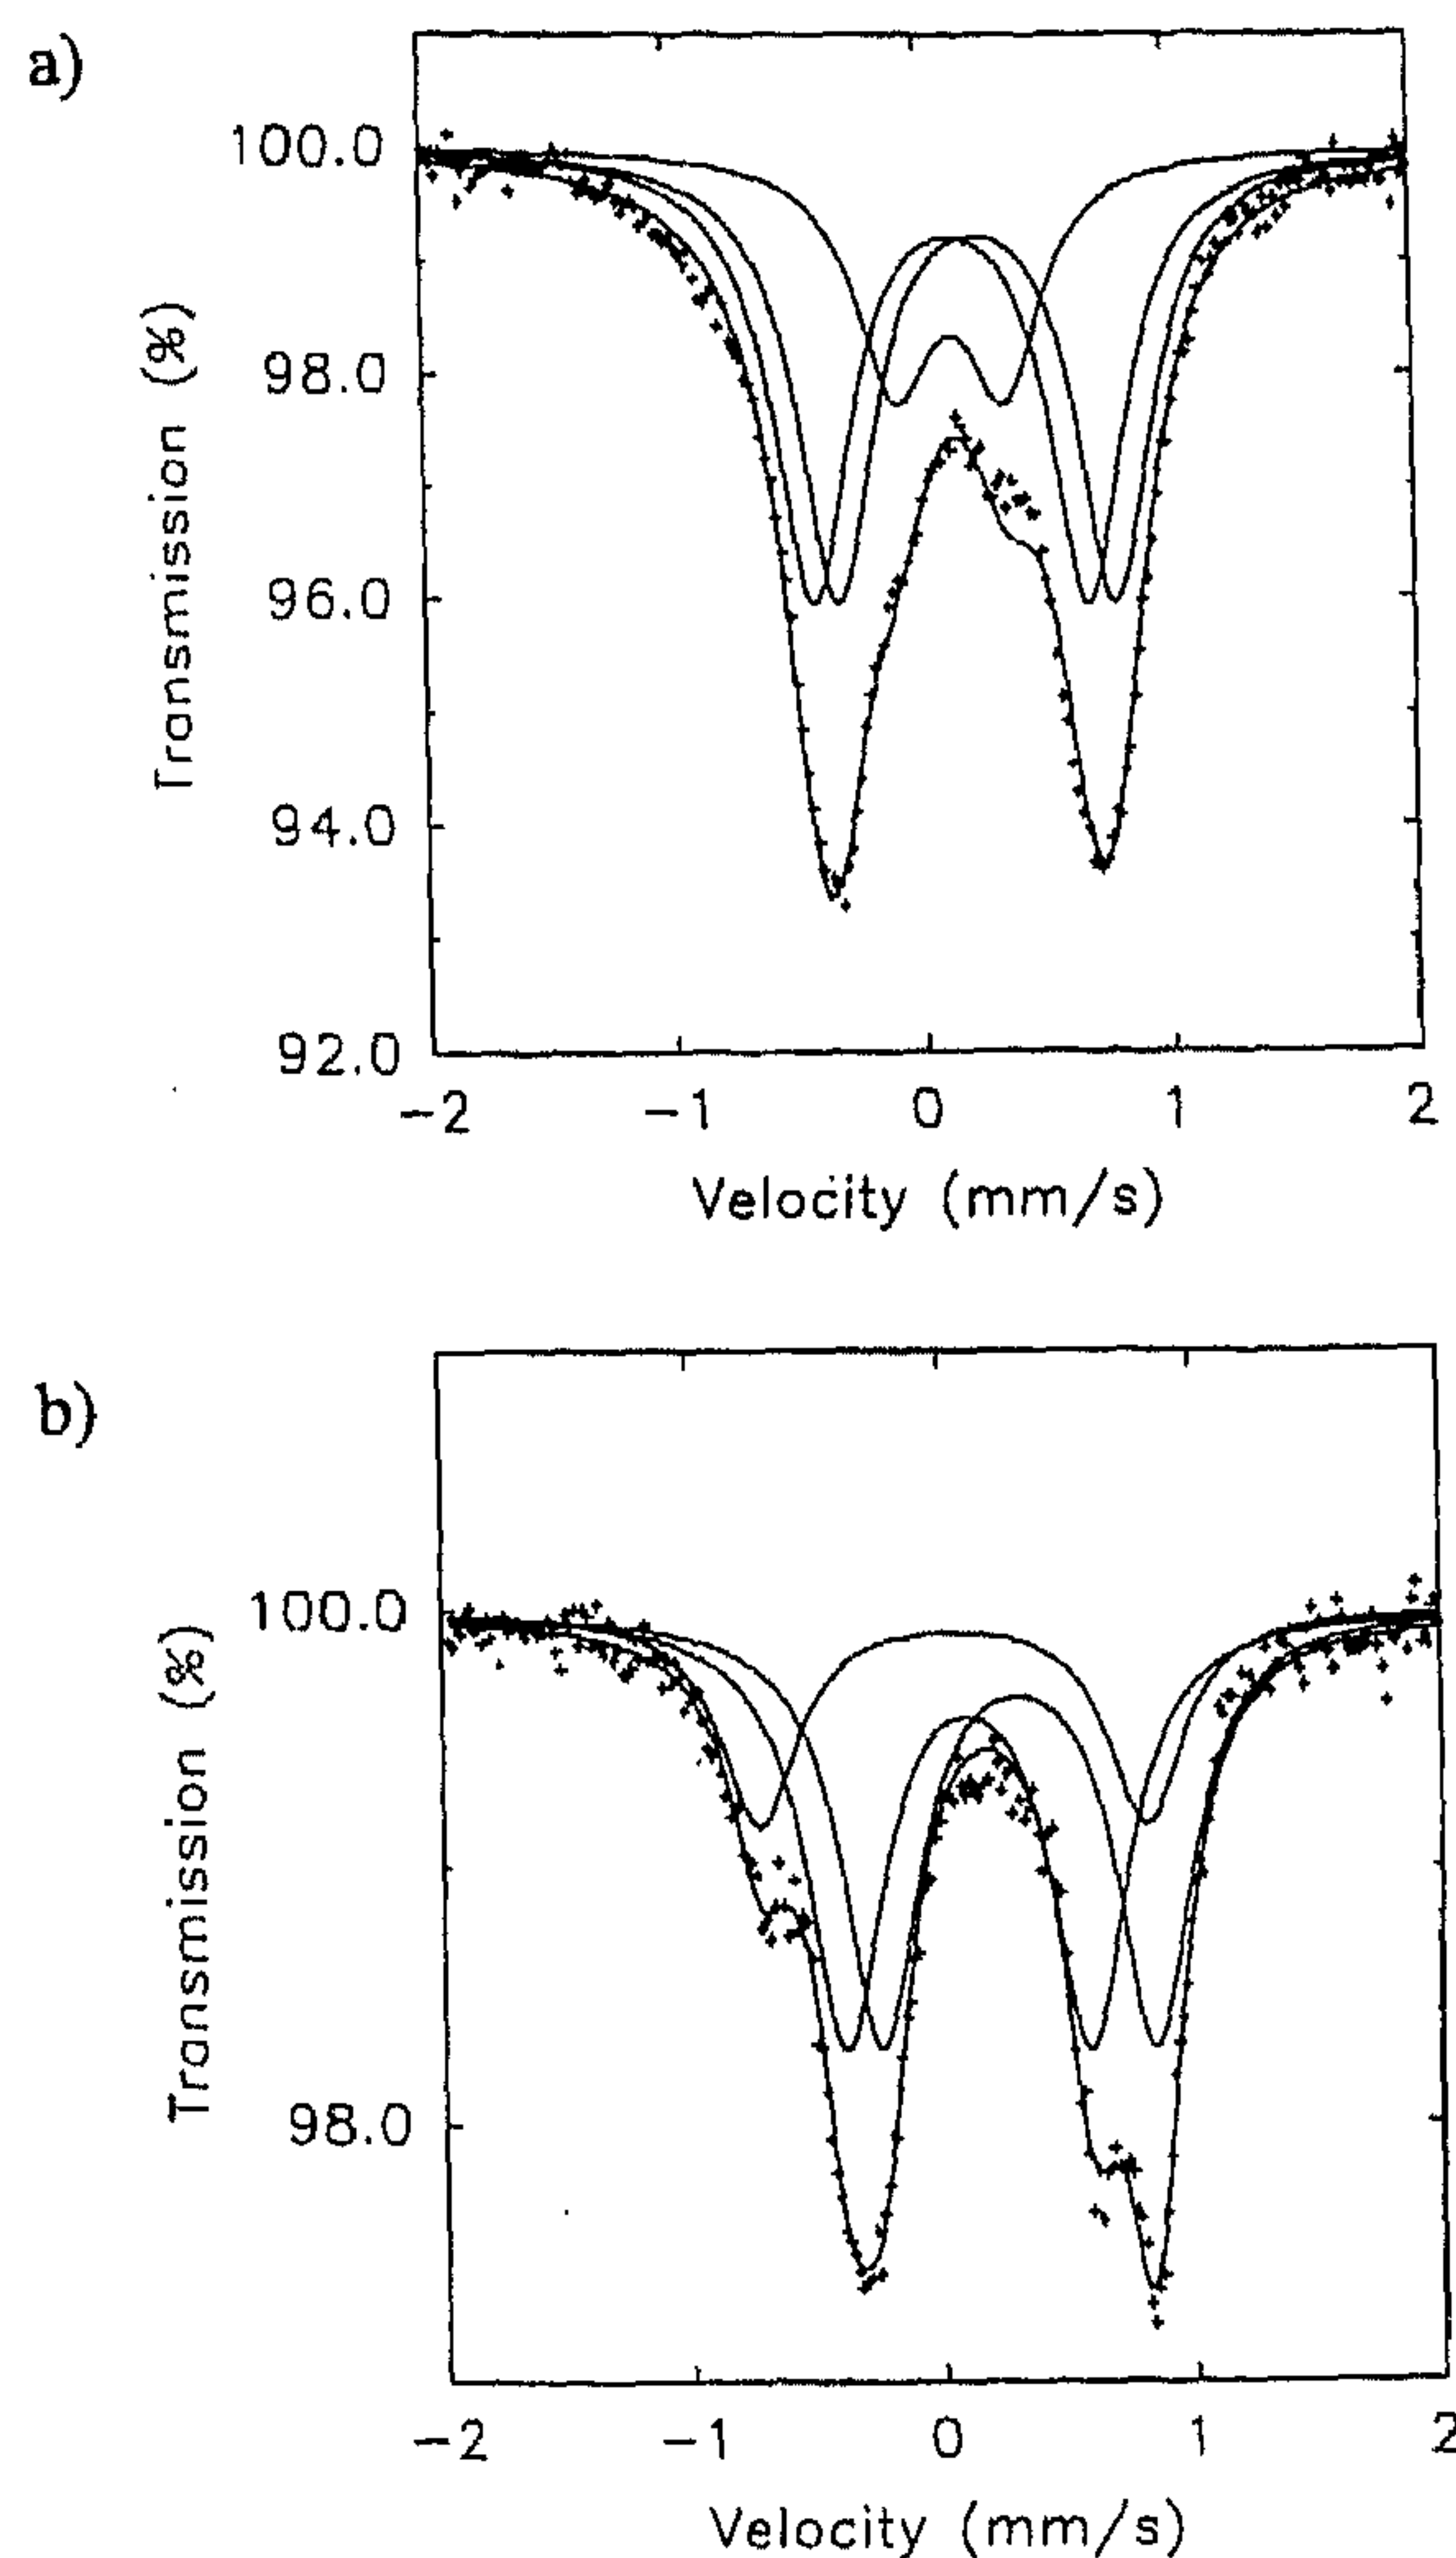 a)
100.0
98.0
96.0
94.0
92.0
Transmission (%)
-2 -1 0 1 2
Velocity (mm/s)
b)
100.0
98.0
Transmission (%)
-2 -1 0 1 2
Velocity (mm/s)